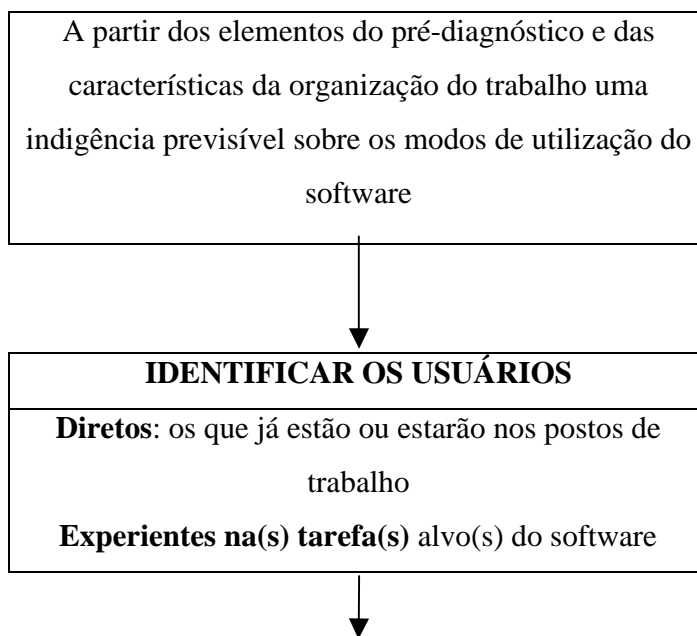 A partir dos elementos do pré-diagnóstico e das
características da organização do trabalho uma
indigência previsível sobre os modos de utilização do
software
IDENTIFICAR OS USUÁRIOS
Diretos: os que já estão ou estarão nos postos de
trabalho
Experientes na(s) tarefa(s) alvo(s) do software